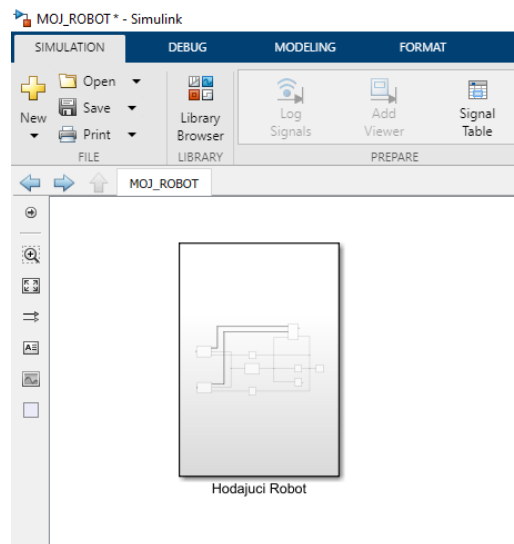 MOJ_ROBOT * - Simulink
SIMULATION DEBUG MODELING FORMAT
New
Open
Save
Print
Library
Browser
Log
Signals
Add
Viewer
Signal
Table
FILE LIBRARY PREPARE
MOJ_ROBOT
A
Hodajuci Robot